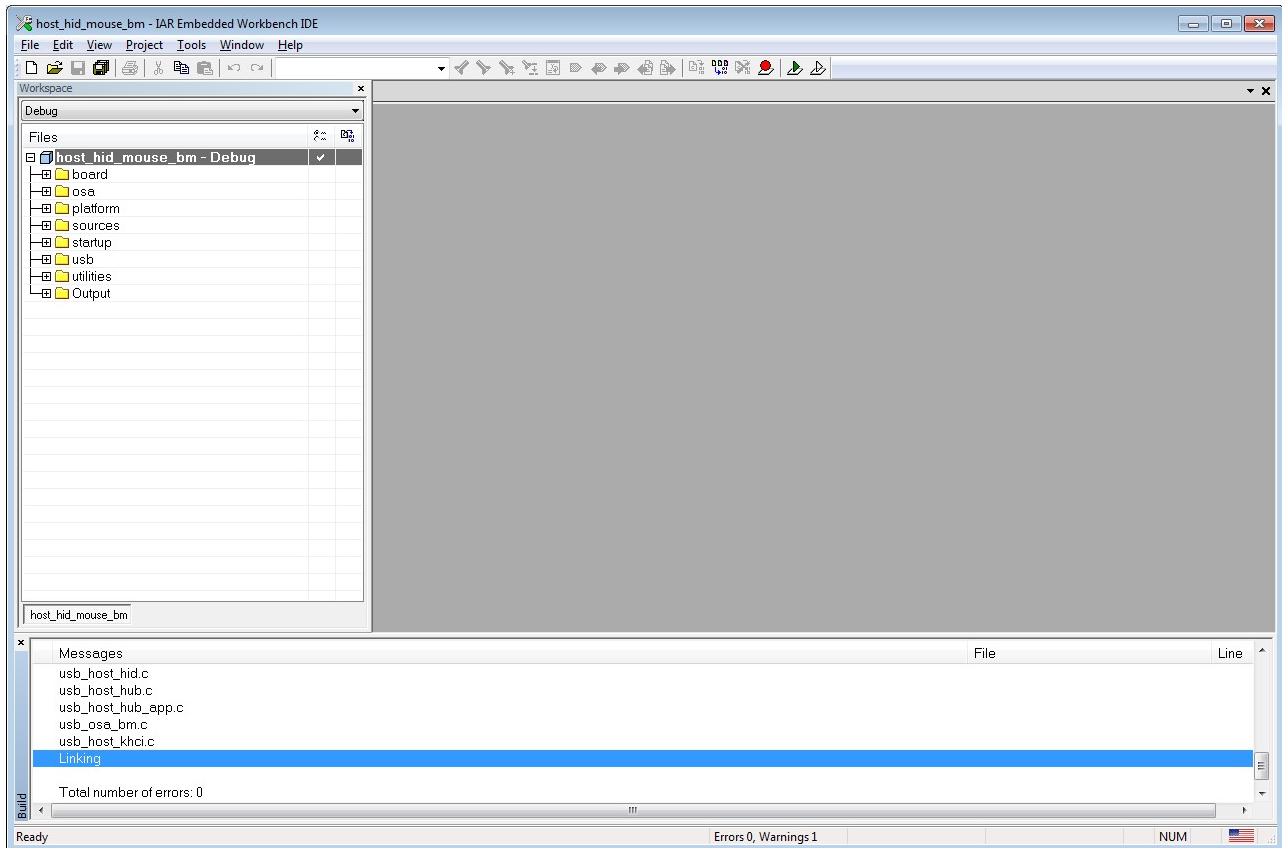 host_hid_mouse_bm - IAR Embedded Workbench IDE
File Edit View Project Tools Window Help
Workspace
Debug
Files
host_hid_mouse_bm - Debug
board
osa
platform
sources
startup
usb
utilities
Output
host_hid_mouse_bm
Messages File Line
usb_host_hid.c
usb_host_hub.c
usb_host_hub_app.c
usb_osa_bm.c
usb_host_khci.c
Linking
Total number of errors: 0
Build
Ready Errors 0, Warnings 1 NUM